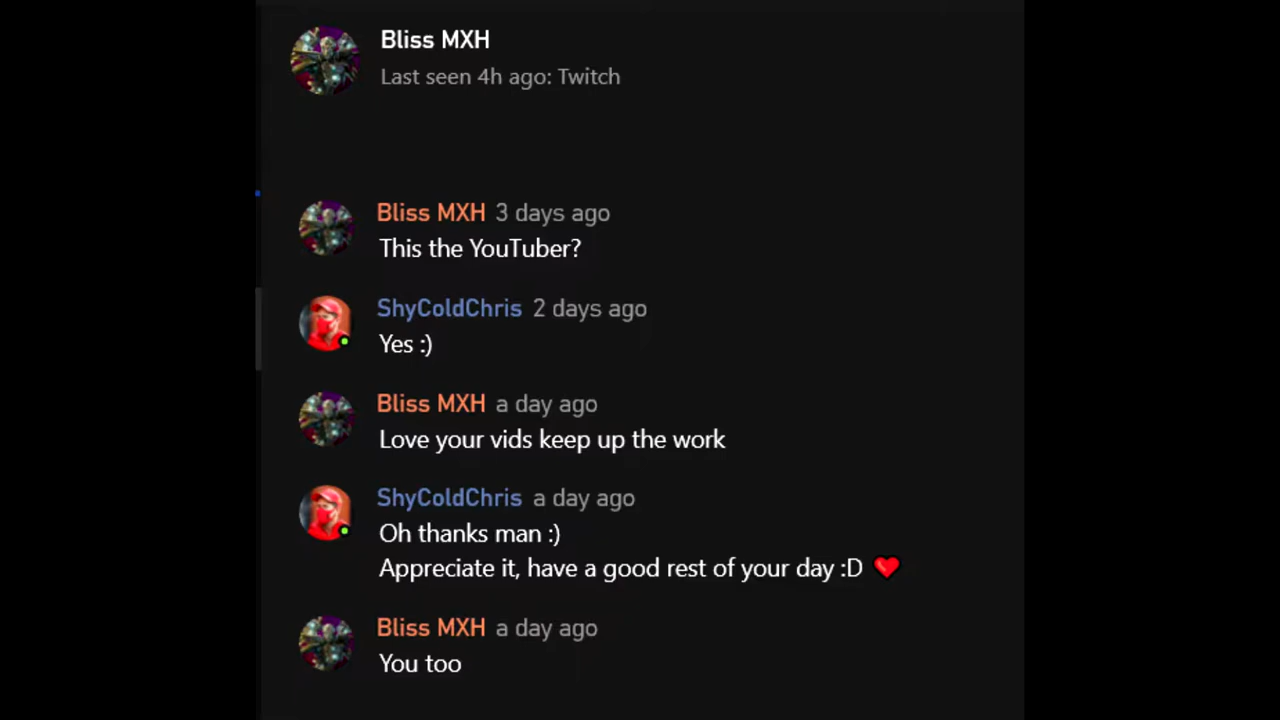 Bliss MXH
Last seen 4h ago: Twitch
Bliss MXH 3 days ago
This the YouTuber?
ShyColdChris 2 days ago
Yes :)
Bliss MXH a day ago
Love your vids keep up the work
ShyColdChris a day ago
Oh thanks man :)
Appreciate it, have a good rest of your day :D ❤️
Bliss MXH a day ago
You too